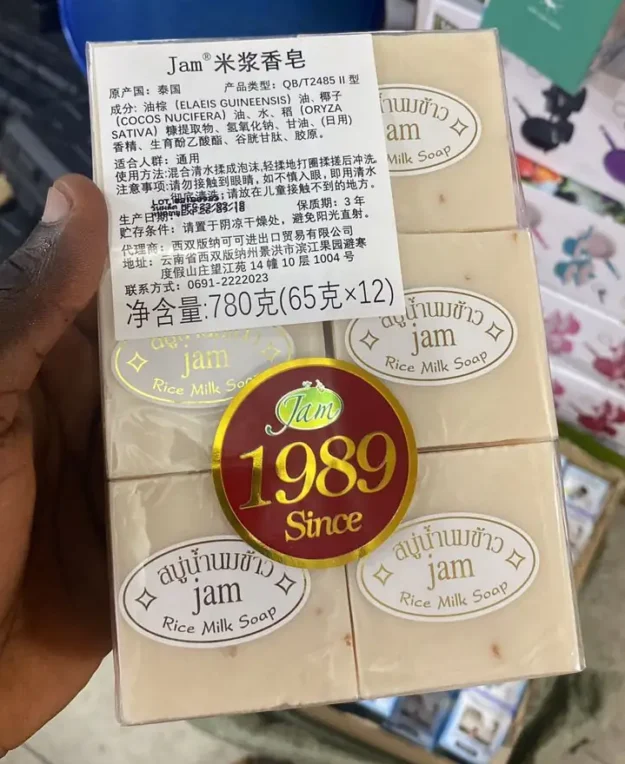 Jam®米浆香皂
原产国：泰国 产品类型：QB/T2485 II 型
成分: 油棕（ELAEIS GUINEENSIS）油、椰子
（COCOS NUCIFERA）油、水、稻（ORYZA
SATIVA）糠提取物、氢氧化钠、甘油、(日用)
香精、生育酚乙酸酯、谷胱甘肽、胶原。
适合人群：通用
使用方法:混合清水揉成泡沫,轻揉地打圈揉搓后冲洗。
注意事项:请勿接触到眼睛，如不慎入眼，即用清水
彻底清洗；请放在儿童接触不到的地方。
生产日期： 保质期：3 年
贮存条件：请置于阴凉干燥处，避免阳光直射。
代理商：西双版纳可可进出口贸易有限公司
地址：云南省西双版纳州景洪市滨江果园避寒
度假山庄望江苑 14 幢 10 层 1004 号
联系方式：0691-2222023
净含量:780克(65克×12)
Milk Soap
สบู่น้ำนมข้าว
jam
Rice Milk Soap
สบู่น้ำนมข้าว
jam
Rice Milk
Jam
1989
Since
สบู่น้ำนมข้าว
jam
Rice Milk Soap
สบู่น้ำนมข้าว
jam
Rice Milk Soap